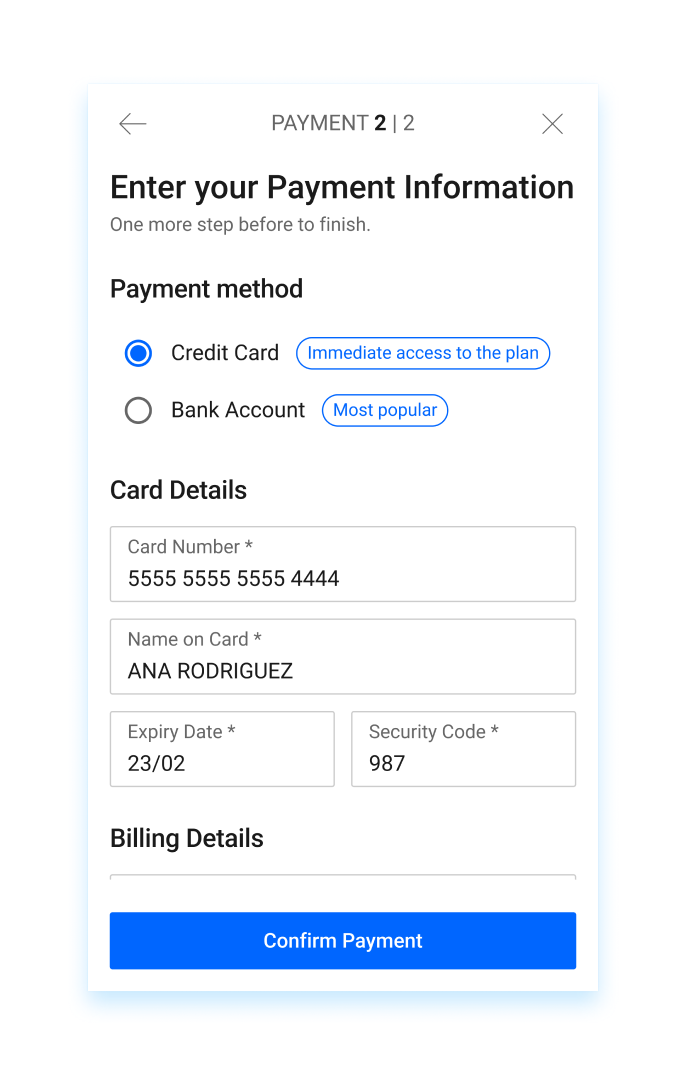 PAYMENT 2 | 2
Enter your Payment Information
One more step before to finish.
Payment method
Credit Card Immediate access to the plan
Bank Account Most popular
Card Details
Card Number *
5555 5555 5555 4444
Name on Card *
ANA RODRIGUEZ
Expiry Date * Security Code *
23/02 987
Billing Details
Confirm Payment